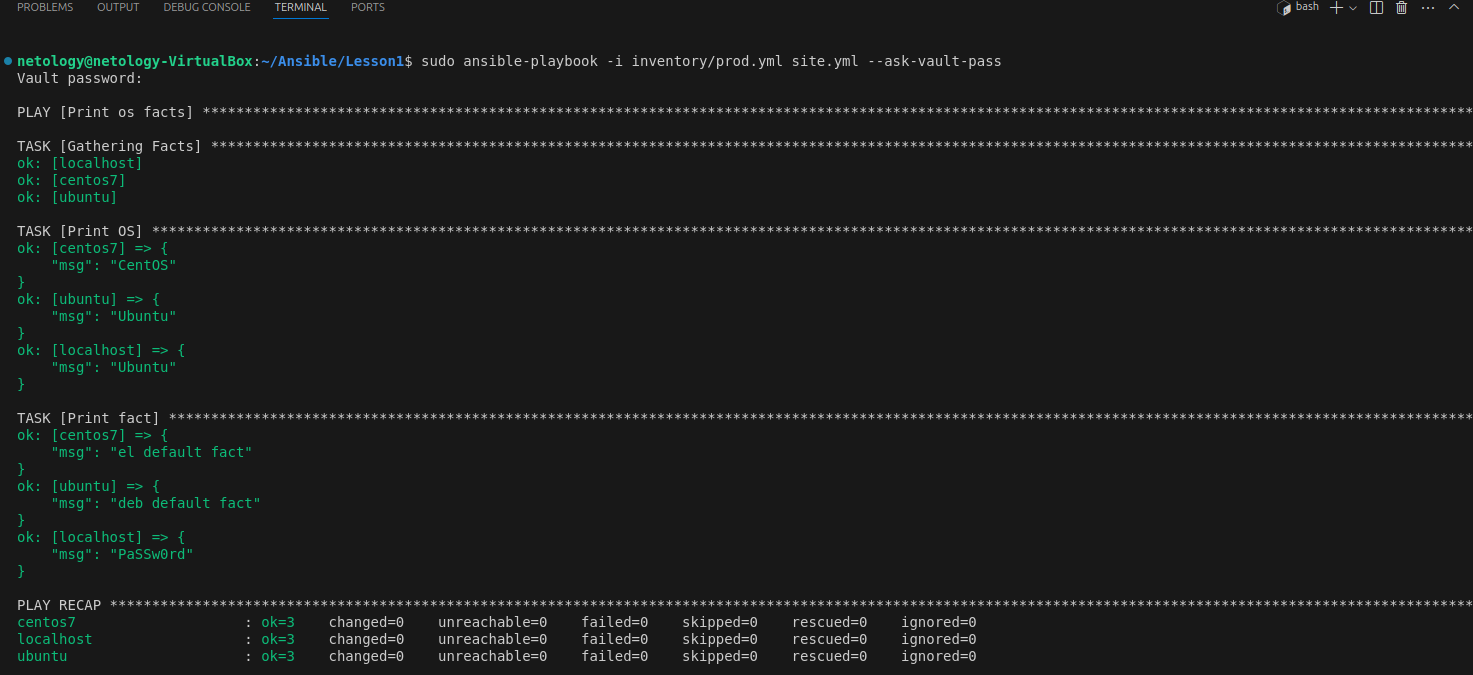 PROBLEMS OUTPUT DEBUG CONSOLE TERMINAL PORTS bash
netology@netology-VirtualBox:~/Ansible/Lesson1$ sudo ansible-playbook -i inventory/prod.yml site.yml --ask-vault-pass
Vault password:
PLAY [Print os facts] ******************************************************************************************************************************************************
TASK [Gathering Facts] ******************************************************************************************************************************************************
ok: [localhost]
ok: [centos7]
ok: [ubuntu]
TASK [Print OS] ******************************************************************************************************************************************************
ok: [centos7] => {
    "msg": "CentOS"
}
ok: [ubuntu] => {
    "msg": "Ubuntu"
}
ok: [localhost] => {
    "msg": "Ubuntu"
}
TASK [Print fact] ******************************************************************************************************************************************************
ok: [centos7] => {
    "msg": "el default fact"
}
ok: [ubuntu] => {
    "msg": "deb default fact"
}
ok: [localhost] => {
    "msg": "PaSSw0rd"
}
PLAY RECAP ******************************************************************************************************************************************************
centos7                    : ok=3    changed=0    unreachable=0    failed=0    skipped=0    rescued=0    ignored=0
localhost                  : ok=3    changed=0    unreachable=0    failed=0    skipped=0    rescued=0    ignored=0
ubuntu                     : ok=3    changed=0    unreachable=0    failed=0    skipped=0    rescued=0    ignored=0